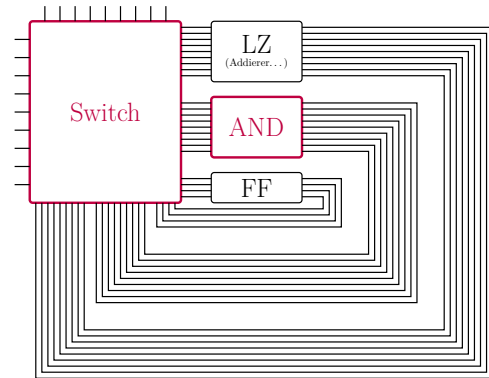 LZ
(Addierer...)
Switch
AND
FF